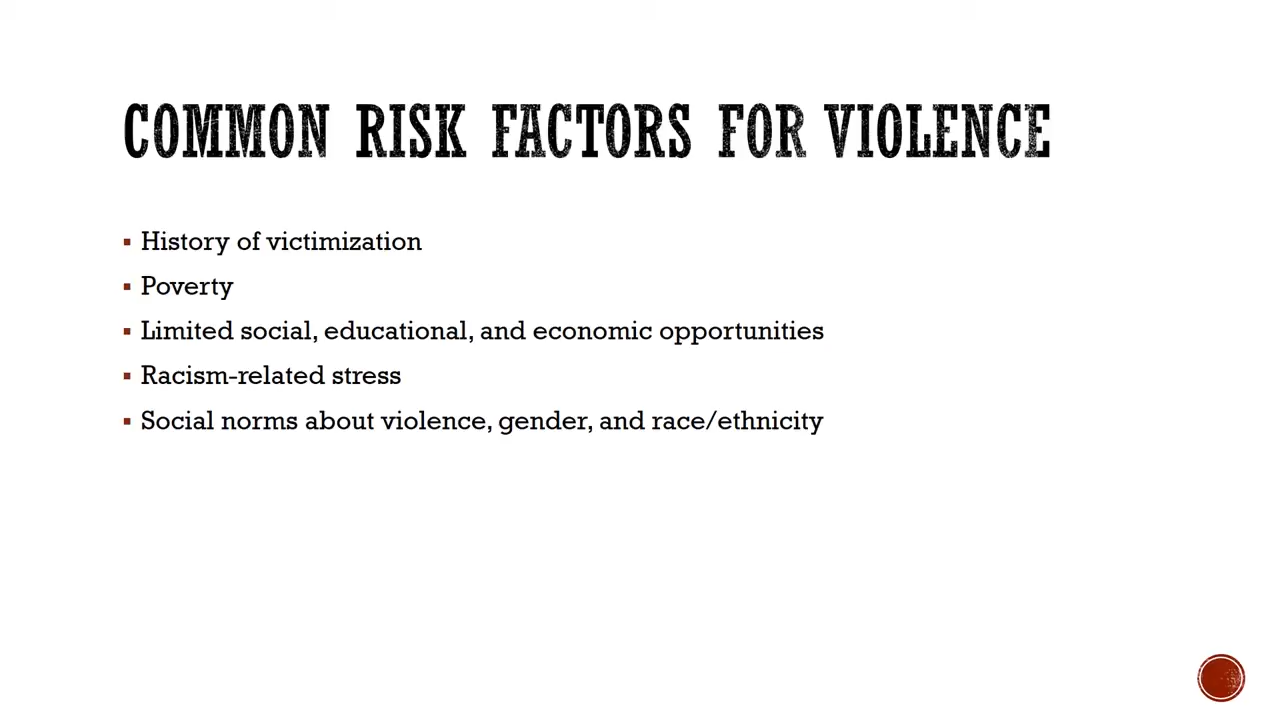 COMMON RISK FACTORS FOR VIOLENCE
▪ History of victimization
▪ Poverty
▪ Limited social, educational, and economic opportunities
▪ Racism-related stress
▪ Social norms about violence, gender, and race/ethnicity